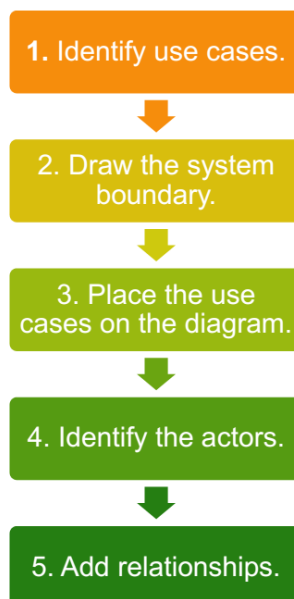 1. Identify use cases.
2. Draw the system
boundary.
3. Place the use
cases on the diagram.
4. Identify the actors.
5. Add relationships.